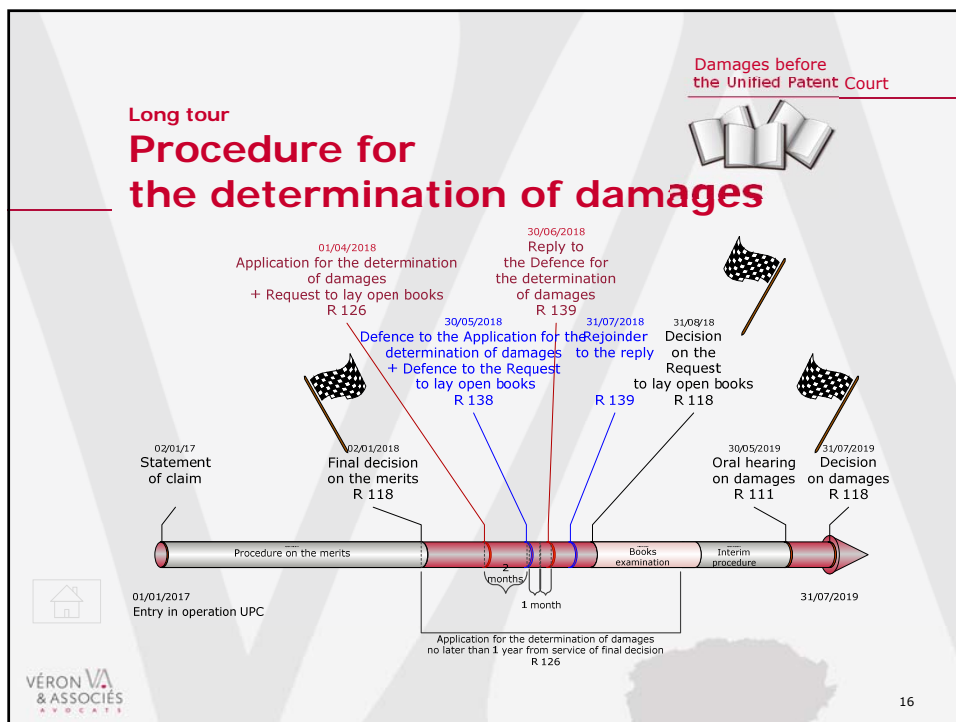 Damages before
the Unified Patent Court
Long tour
Procedure for
the determination of damages
01/04/2018
Application for the determination
of damages
+ Request to lay open books
R 126
30/06/2018
Reply to
the Defence for
the determination
of damages
R 139
30/05/2018
Defence to the Application for the
determination of damages
+ Defence to the Request
to lay open books
R 138
31/07/2018
Rejoinder
to the reply
R 139
31/08/18
Decision
on the
Request
to lay open books
R 118
02/01/17
Statement
of claim
02/01/2018
Final decision
on the merits
R 118
30/05/2019
Oral hearing
on damages
R 111
31/07/2019
Decision
on damages
R 118
Procedure on the merits
Books
examination
Interim
procedure
2
months
1 month
01/01/2017
Entry in operation UPC
31/07/2019
Application for the determination of damages
no later than 1 year from service of final decision
R 126
VÉRON VA
& ASSOCIÉS
AVOCATS
16